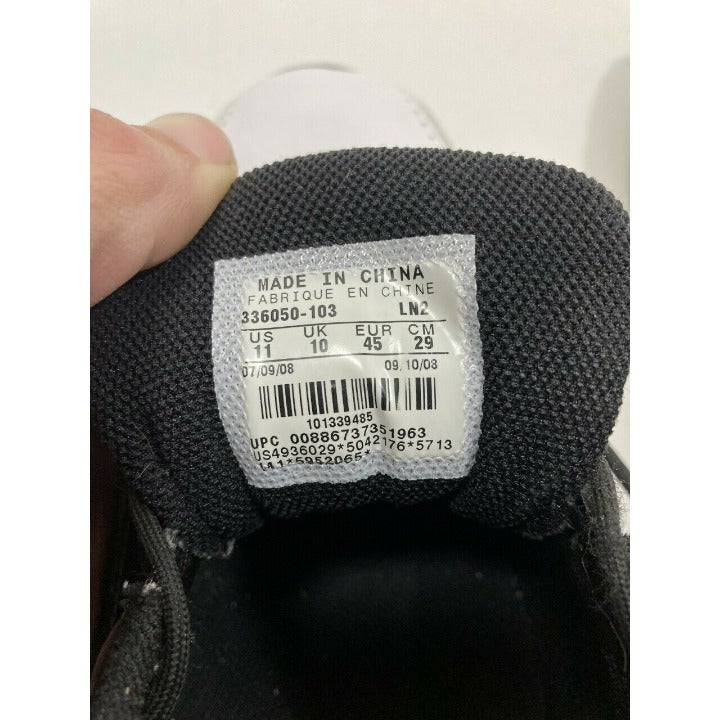 MADE IN CHINA
FABRIQUE EN CHINE
336050-103 LN2
US UK EUR CM
11 10 45 29
07/09/08 09/10/08
101339485
UPC 00886737351963
US4936029*5042176*5713
*5952065*